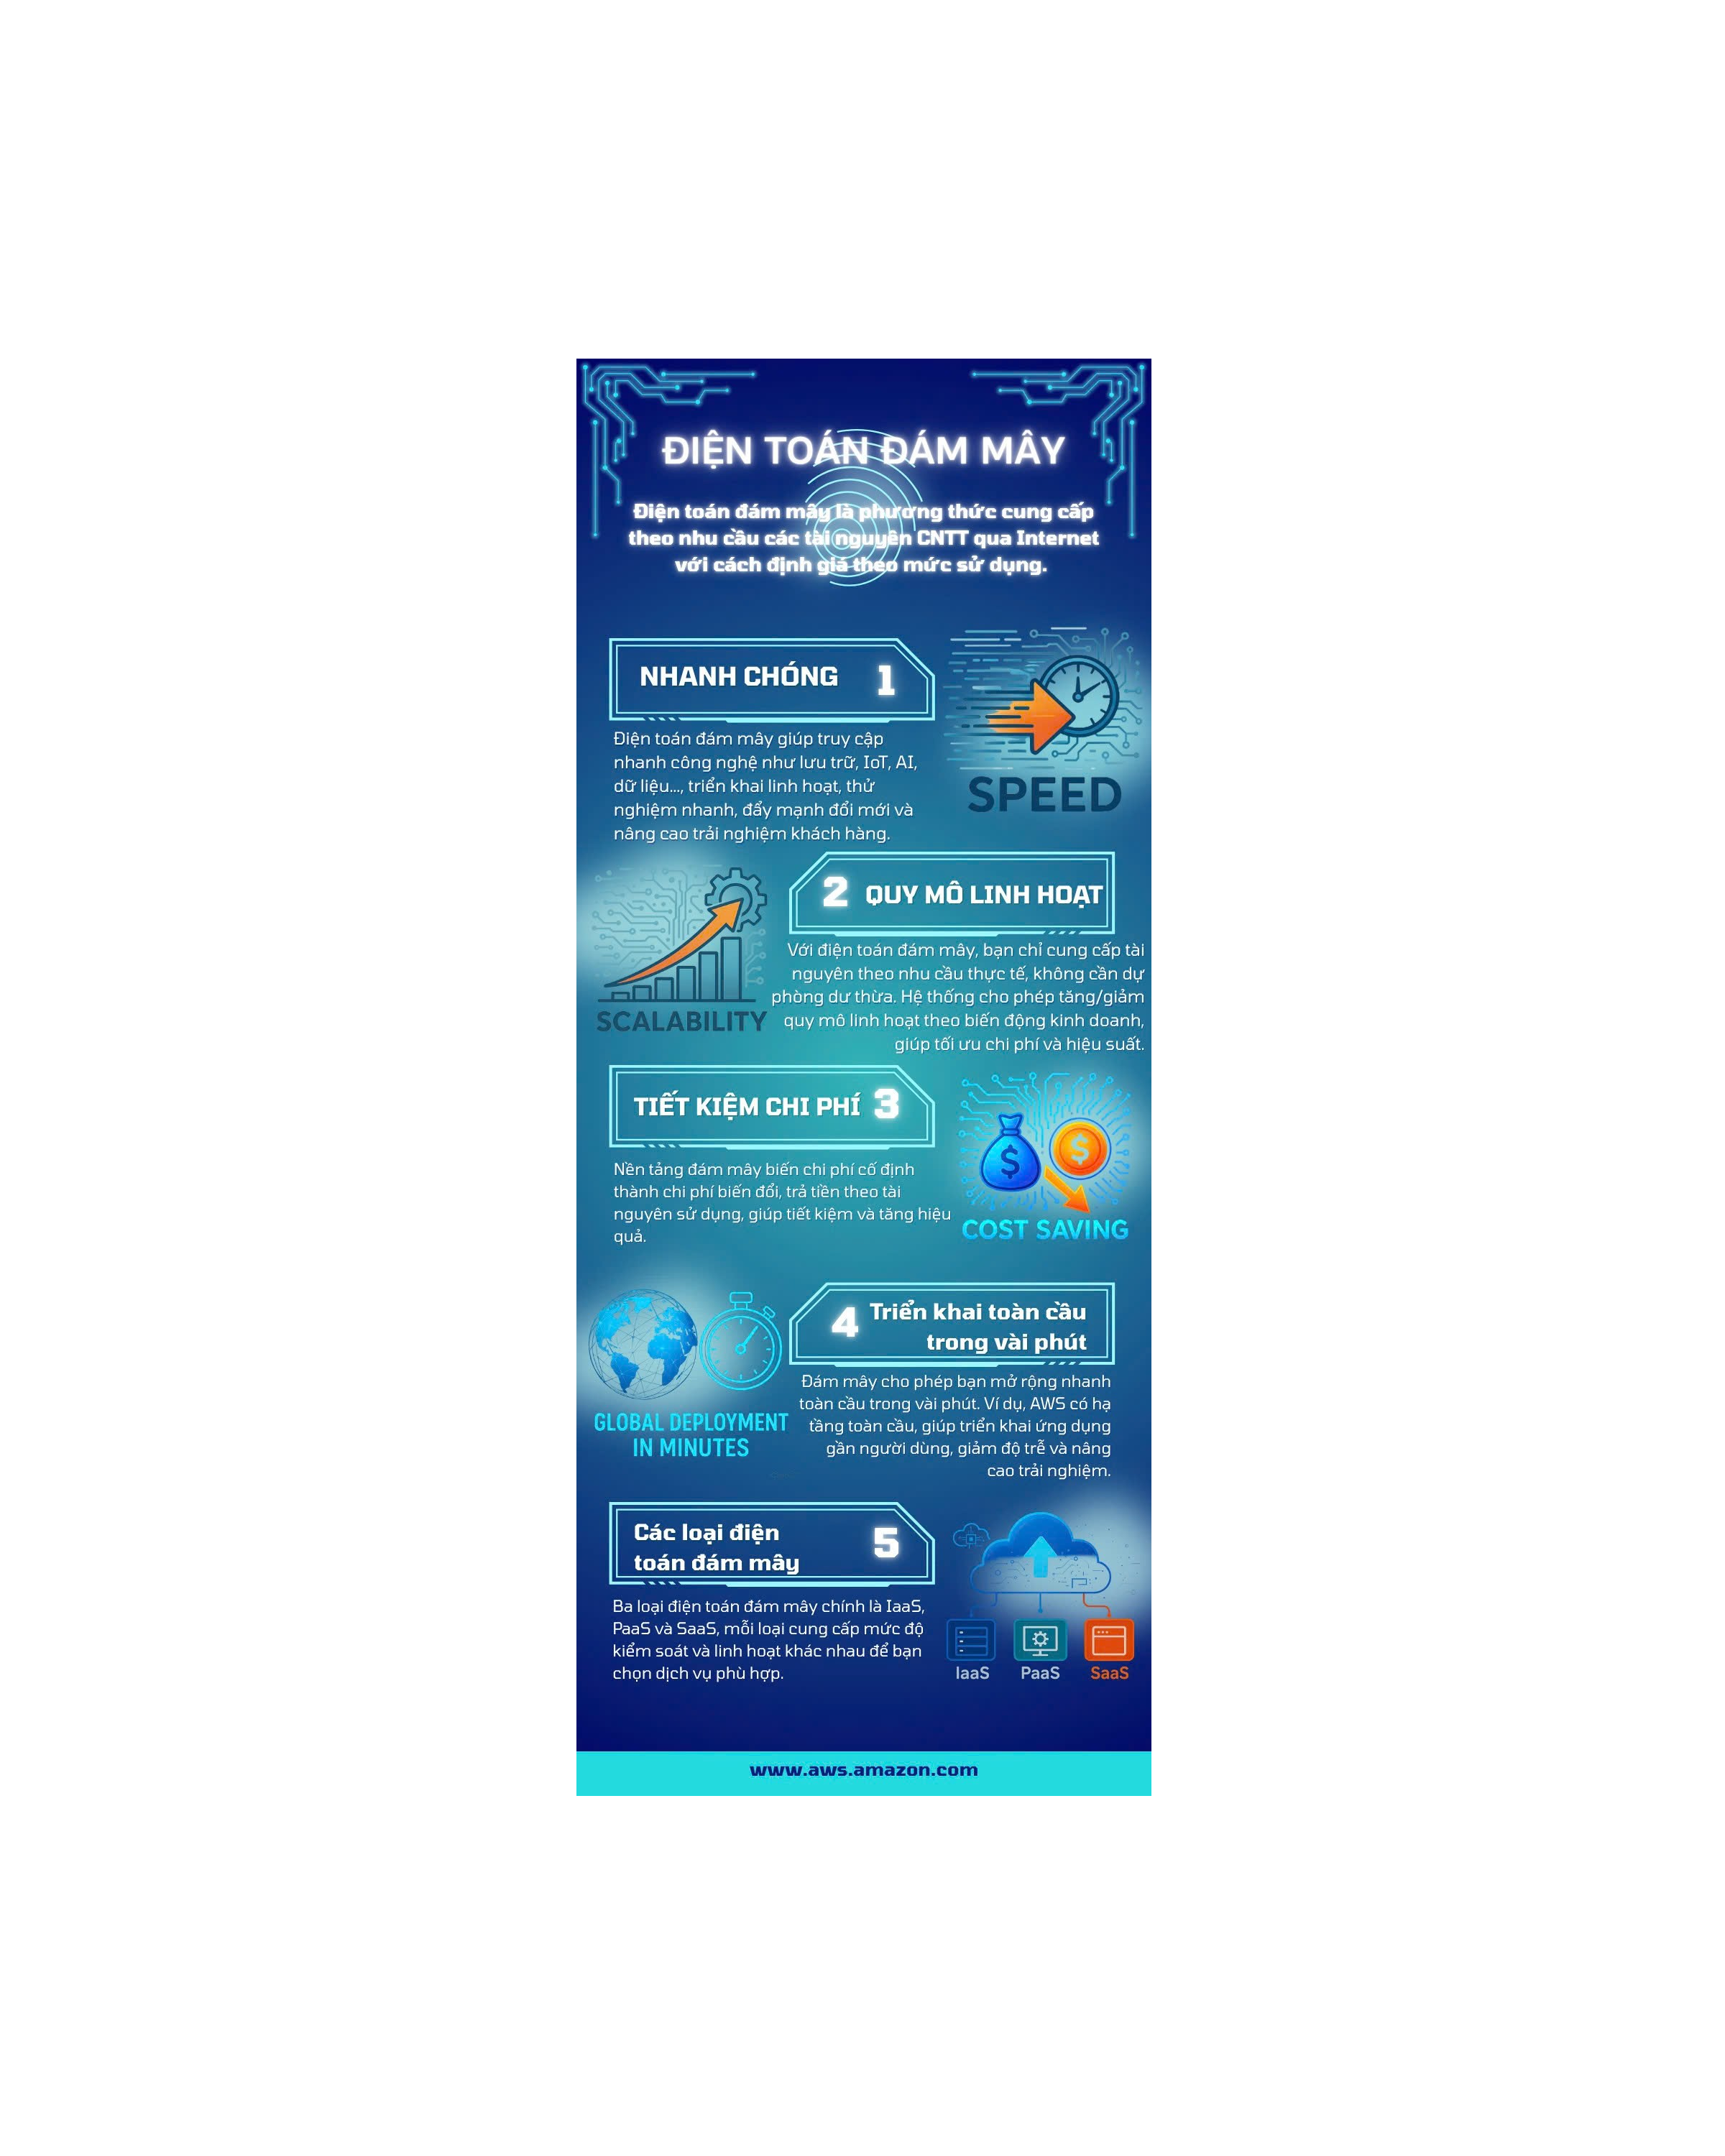 ĐIỆN TOÁN ĐÁM MÂY
Điện toán đám mây là phương thức cung cấp
theo nhu cầu các tài nguyên CNTT qua Internet
với cách định giá theo mức sử dụng.
NHANH CHÓNG 1
Điện toán đám mây giúp truy cập
nhanh công nghệ như lưu trữ, IoT, AI,
dữ liệu..., triển khai linh hoạt, thử
nghiệm nhanh, đẩy mạnh đổi mới và
nâng cao trải nghiệm khách hàng.
SPEED
2 QUY MÔ LINH HOẠT
Với điện toán đám mây, bạn chỉ cung cấp tài
nguyên theo nhu cầu thực tế, không cần dự
phòng dư thừa. Hệ thống cho phép tăng/giảm
quy mô linh hoạt theo biến động kinh doanh,
giúp tối ưu chi phí và hiệu suất.
SCALABILITY
TIẾT KIỆM CHI PHÍ 3
Nền tảng đám mây biến chi phí cố định
thành chi phí biến đổi, trả tiền theo tài
nguyên sử dụng, giúp tiết kiệm và tăng hiệu
quả.
$ $
COST SAVING
4 Triển khai toàn cầu
trong vài phút
Đám mây cho phép bạn mở rộng nhanh
toàn cầu trong vài phút. Ví dụ, AWS có hạ
tầng toàn cầu, giúp triển khai ứng dụng
gần người dùng, giảm độ trễ và nâng
cao trải nghiệm.
GLOBAL DEPLOYMENT
IN MINUTES
Các loại điện
toán đám mây
5
Ba loại điện toán đám mây chính là IaaS,
PaaS và SaaS, mỗi loại cung cấp mức độ
kiểm soát và linh hoạt khác nhau để bạn
chọn dịch vụ phù hợp.
IaaS PaaS SaaS
www.aws.amazon.com